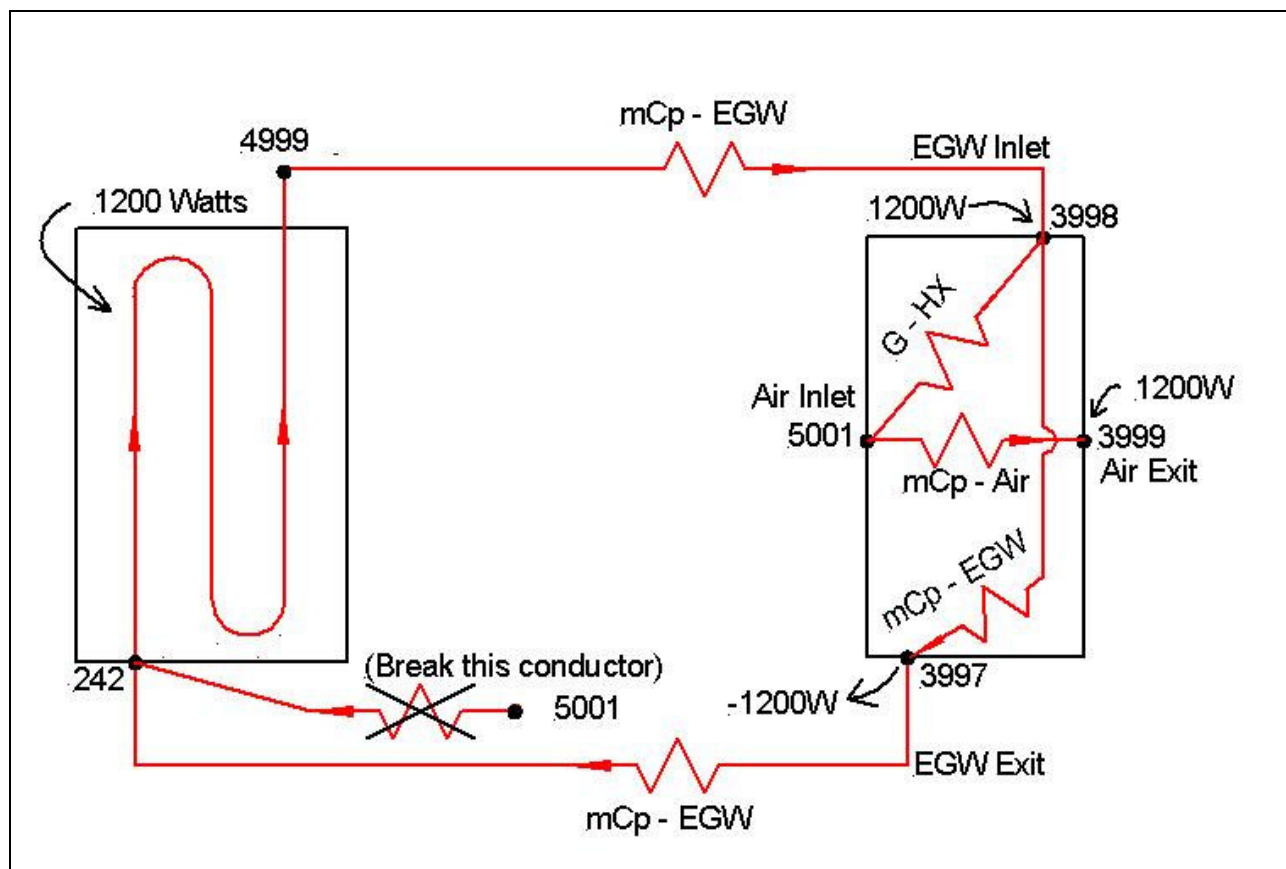 mCp - EGW
4999
EGW Inlet
1200 Watts
1200W
3998
G - HX
1200W
Air Inlet
5001
3999
mCp - Air
Air Exit
mCp - EGW
(Break this conductor)
242
3997
5001
-1200W
EGW Exit
mCp - EGW